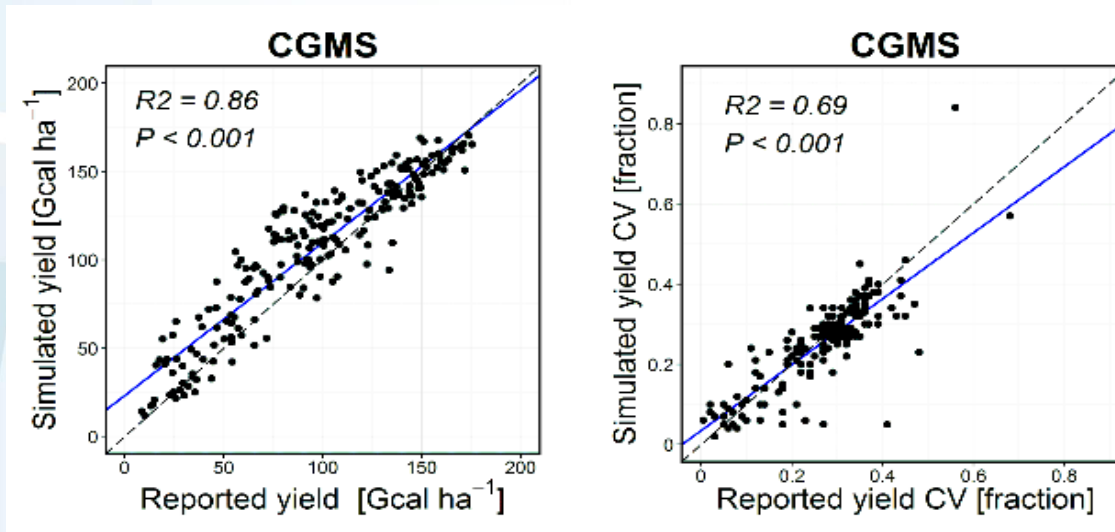 CGMS
R2 = 0.86
P < 0.001
200
150
100
50
0
Simulated yield [Gcal ha⁻¹]
0 50 100 150 200
Reported yield [Gcal ha⁻¹]
CGMS
R2 = 0.69
P < 0.001
0.8
0.6
0.4
0.2
0
Simulated yield CV [fraction]
0 0.2 0.4 0.6 0.8
Reported yield CV [fraction]